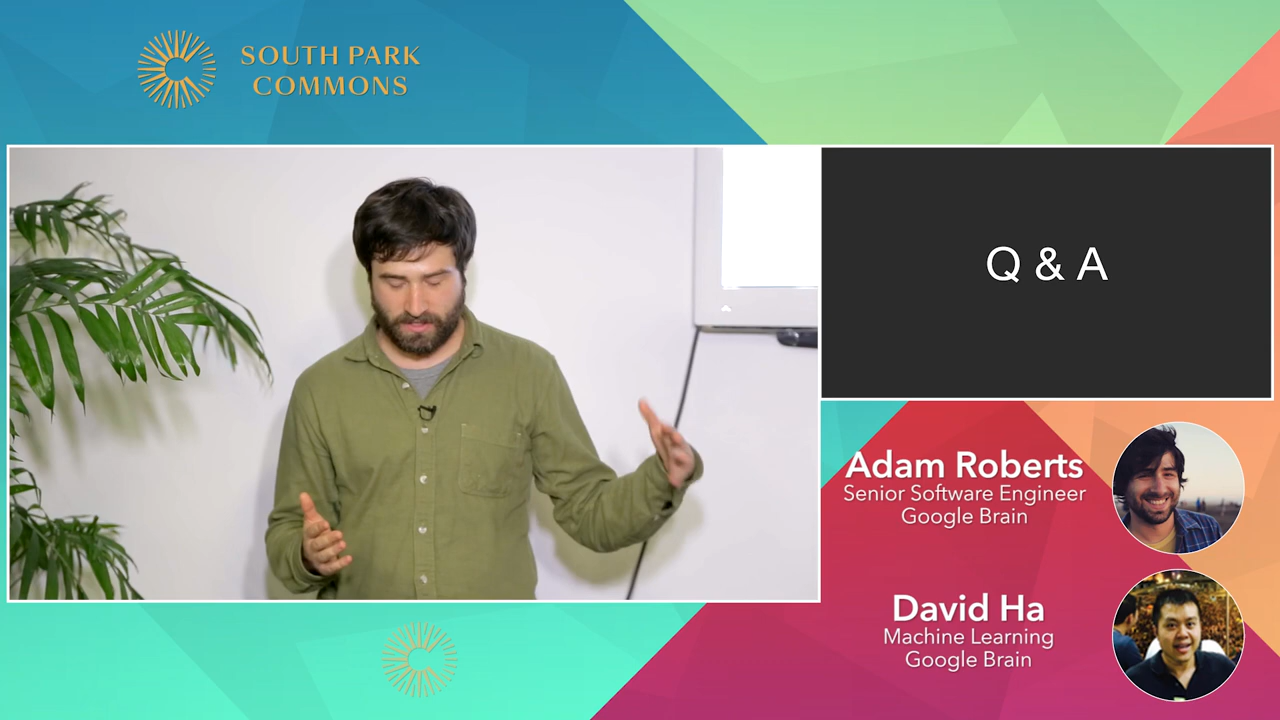 SOUTH PARK
COMMONS
Q & A
Adam Roberts
Senior Software Engineer
Google Brain
David Ha
Machine Learning
Google Brain